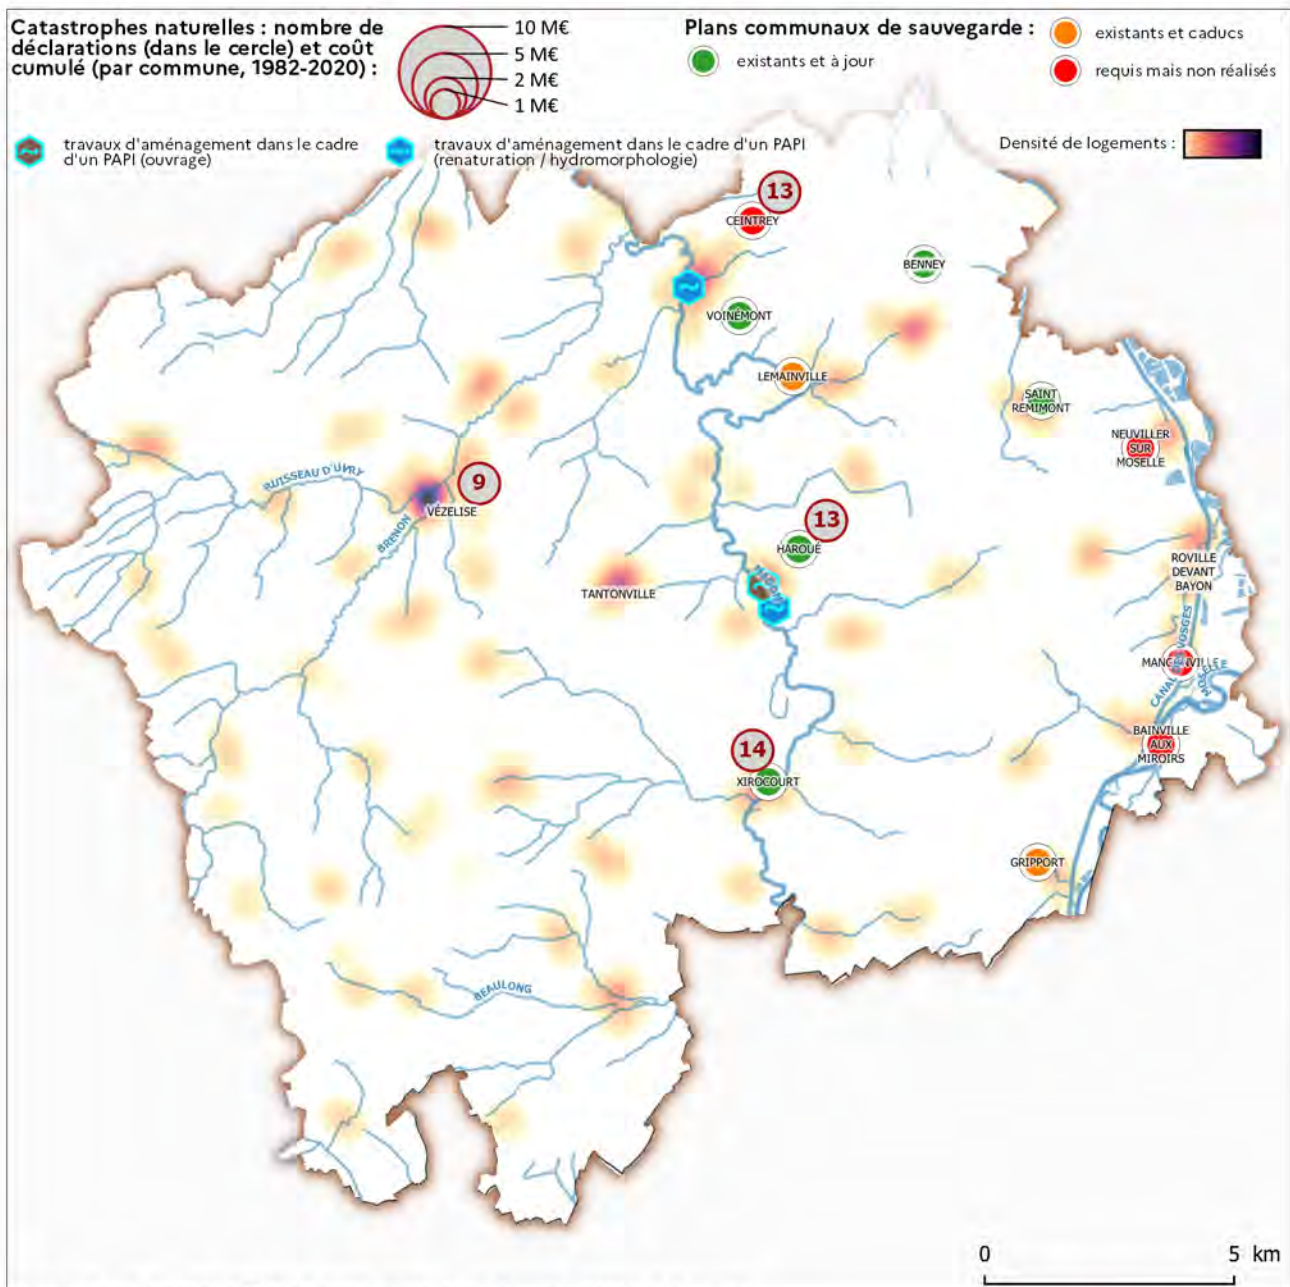 Catastrophes naturelles : nombre de
déclarations (dans le cercle) et coût
cumulé (par commune, 1982-2020) :
10 M€
5 M€
2 M€
1 M€
Plans communaux de sauvegarde :
existants et à jour
existants et caducs
requis mais non réalisés
travaux d'aménagement dans le cadre
d'un PAPI (ouvrage)
travaux d'aménagement dans le cadre d'un PAPI
(renaturation / hydromorphologie)
Densité de logements :
13
CEINTREY
BENNEY
VOINÉMONT
LEMAINVILLE
SAINT
REMIMONT
NEUVILLER
SUR
MOSELLE
RUISSEAU D'UVRY
9
VÉZELISE
BRENON
13
HAROUÉ
TANTONVILLE
ROVILLE
DEVANT
BAYON
CANAL VOSGES
MOSELLE
14
XIROCOURT
BAINVILLE
AUX
MIROIRS
GRIPPORT
BEAULONG
0
5 km